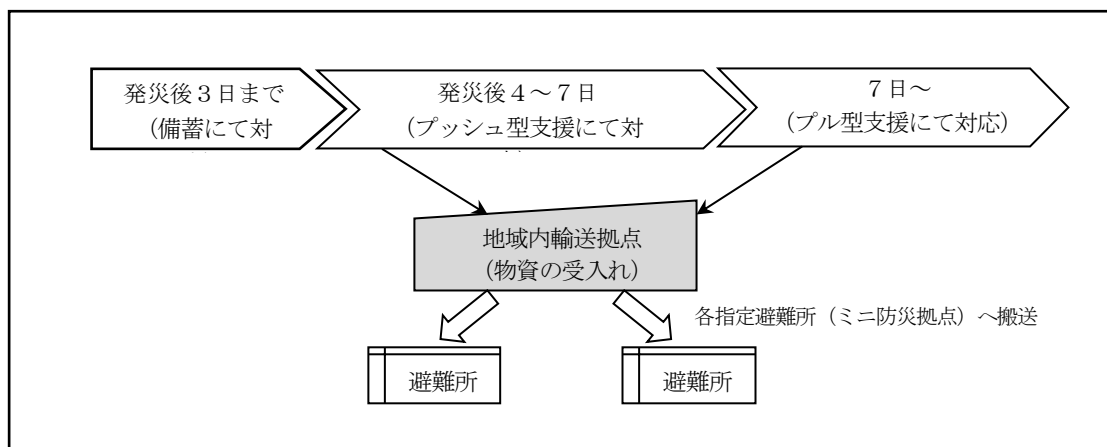 発災後３日まで
（備蓄にて対
発災後４～７日
（プッシュ型支援にて対
７日～
（プル型支援にて対応）
地域内輸送拠点
（物資の受入れ）
各指定避難所（ミニ防災拠点）へ搬送
避難所
避難所